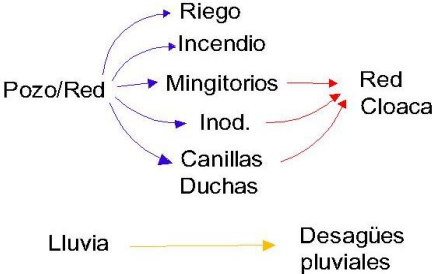 Riego
Incendio
Pozo/Red
Mingitorios
Inod.
Canillas
Duchas
Red
Cloaca
Lluvia
Desagües
pluviales